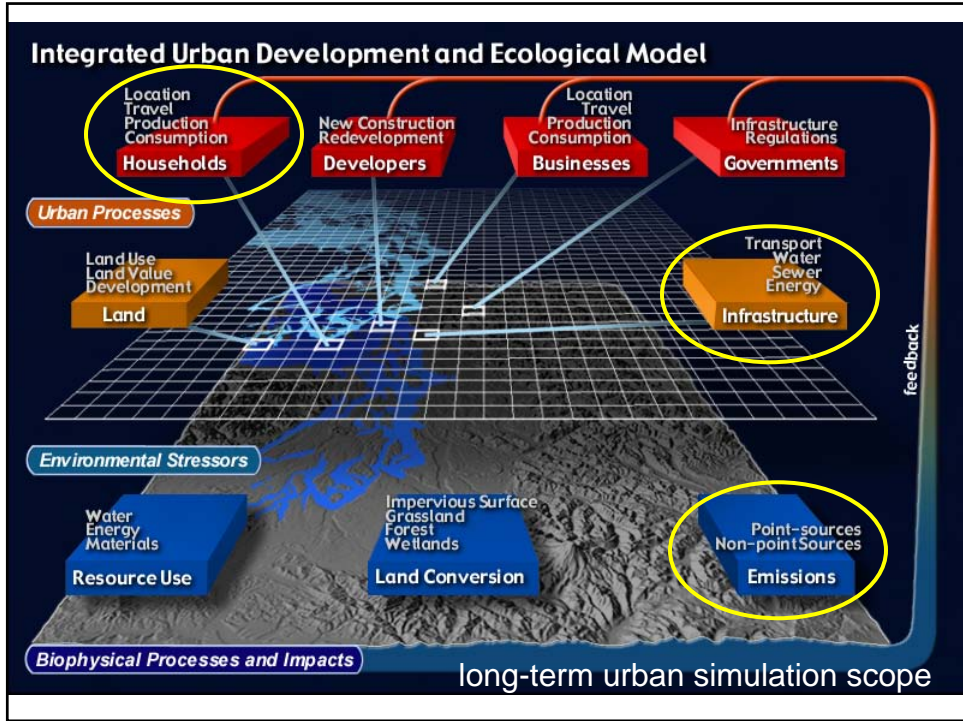 Integrated Urban Development and Ecological Model
Location
Travel
Production
Consumption
Households
New Construction
Redevelopment
Developers
Location
Travel
Production
Consumption
Businesses
Infrastructure
Regulations
Governments
Urban Processes
Land Use
Land Value
Development
Land
Transport
Water
Sewer
Energy
Infrastructure
feedback
Environmental Stressors
Water
Energy
Materials
Resource Use
Impervious Surface
Grassland
Forest
Wetlands
Land Conversion
Point-sources
Non-point Sources
Emissions
Biophysical Processes and Impacts
long-term urban simulation scope